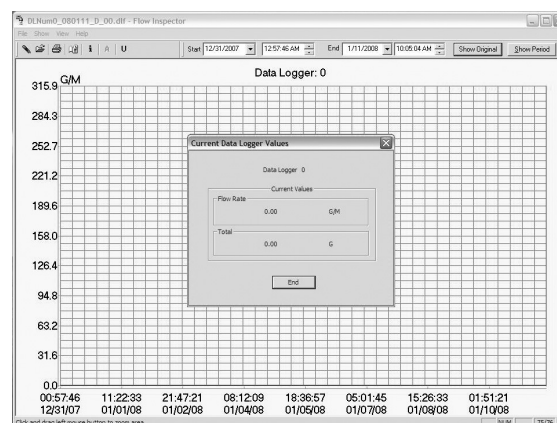 DLNum0_080111_D_00.dlf - Flow Inspector
File Show View Help
A U Start 12/31/2007 12:57:46 AM End 1/11/2008 10:05:04 AM Show Original Show Period
Data Logger: 0
G/M
315.9
284.3
252.7
221.2
189.6
158.0
126.4
94.8
63.2
31.6
0.0
Current Data Logger Values
Data Logger 0
Current Values
Flow Rate
0.00 G/M
Total
0.00 G
End
00:57:46 11:22:33 21:47:21 08:12:09 18:36:57 05:01:45 15:26:33 01:51:21
12/31/07 01/01/08 01/02/08 01/04/08 01/05/08 01/07/08 01/08/08 01/10/08
Click and drag left mouse button to zoom area NUM 75/76